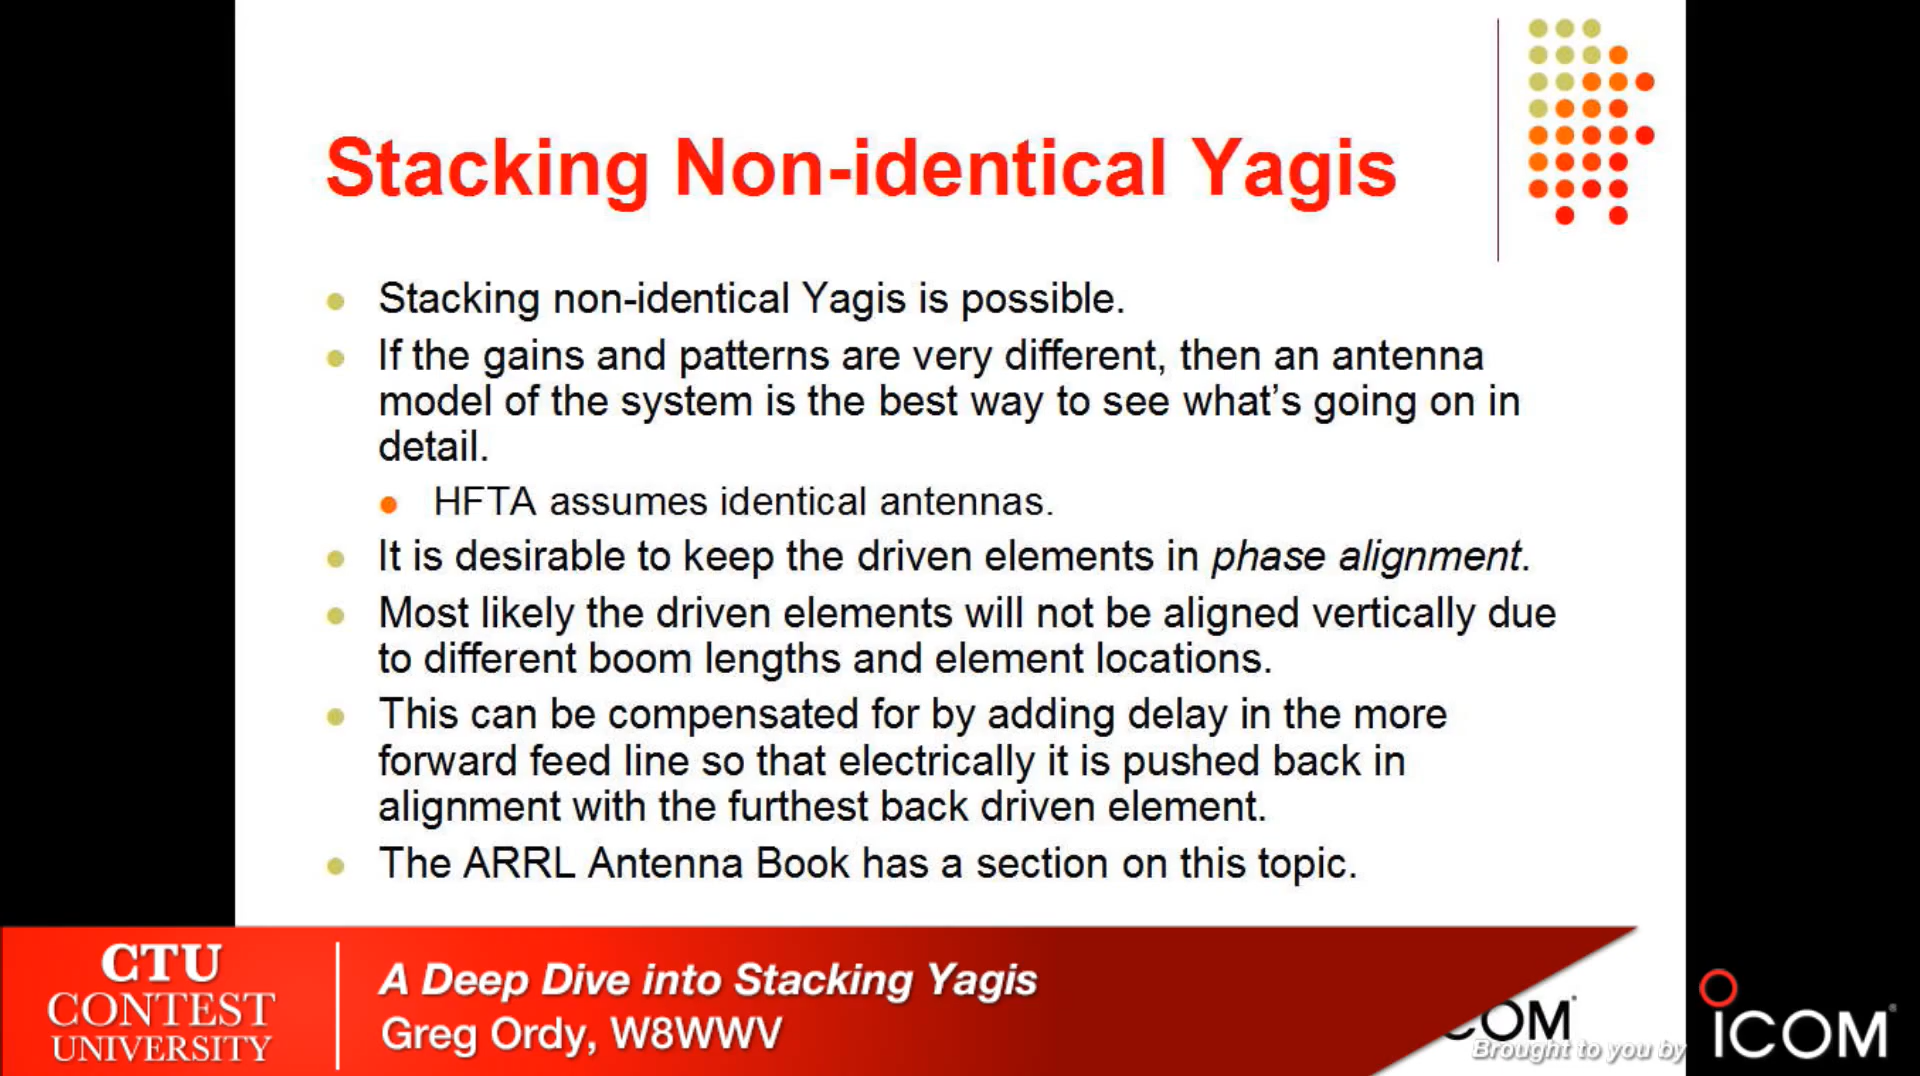 Stacking Non-identical Yagis
Stacking non-identical Yagis is possible.
If the gains and patterns are very different, then an antenna
model of the system is the best way to see what's going on in
detail.
HFTA assumes identical antennas.
It is desirable to keep the driven elements in phase alignment.
Most likely the driven elements will not be aligned vertically due
to different boom lengths and element locations.
This can be compensated for by adding delay in the more
forward feed line so that electrically it is pushed back in
alignment with the furthest back driven element.
The ARRL Antenna Book has a section on this topic.
CTU
CONTEST
UNIVERSITY
A Deep Dive into Stacking Yagis
Greg Ordy, W8WWV
COM
Brought to you by
ICOM